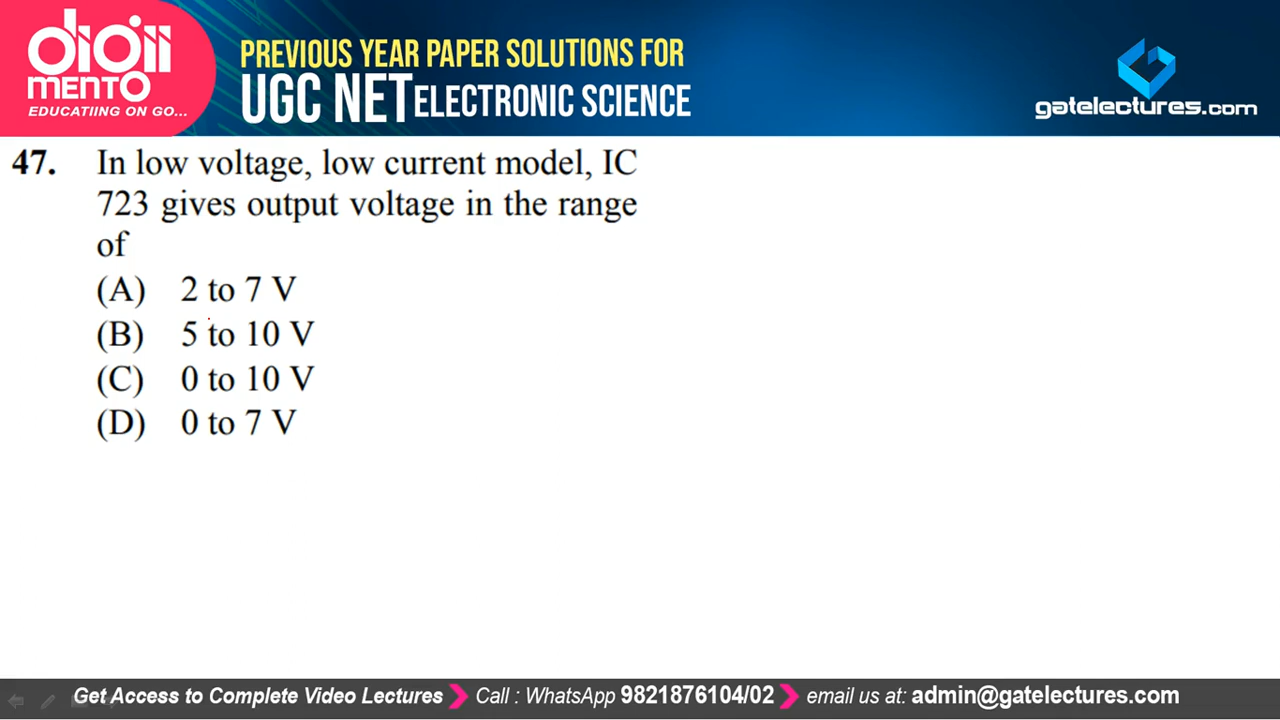 digii
MENTO
EDUCATIING ON GO...
PREVIOUS YEAR PAPER SOLUTIONS FOR
UGC NET ELECTRONIC SCIENCE
gatelectures.com
47. In low voltage, low current model, IC
723 gives output voltage in the range
of
(A) 2 to 7 V
(B) 5 to 10 V
(C) 0 to 10 V
(D) 0 to 7 V
Get Access to Complete Video Lectures Call : WhatsApp 9821876104/02 email us at: admin@gatelectures.com